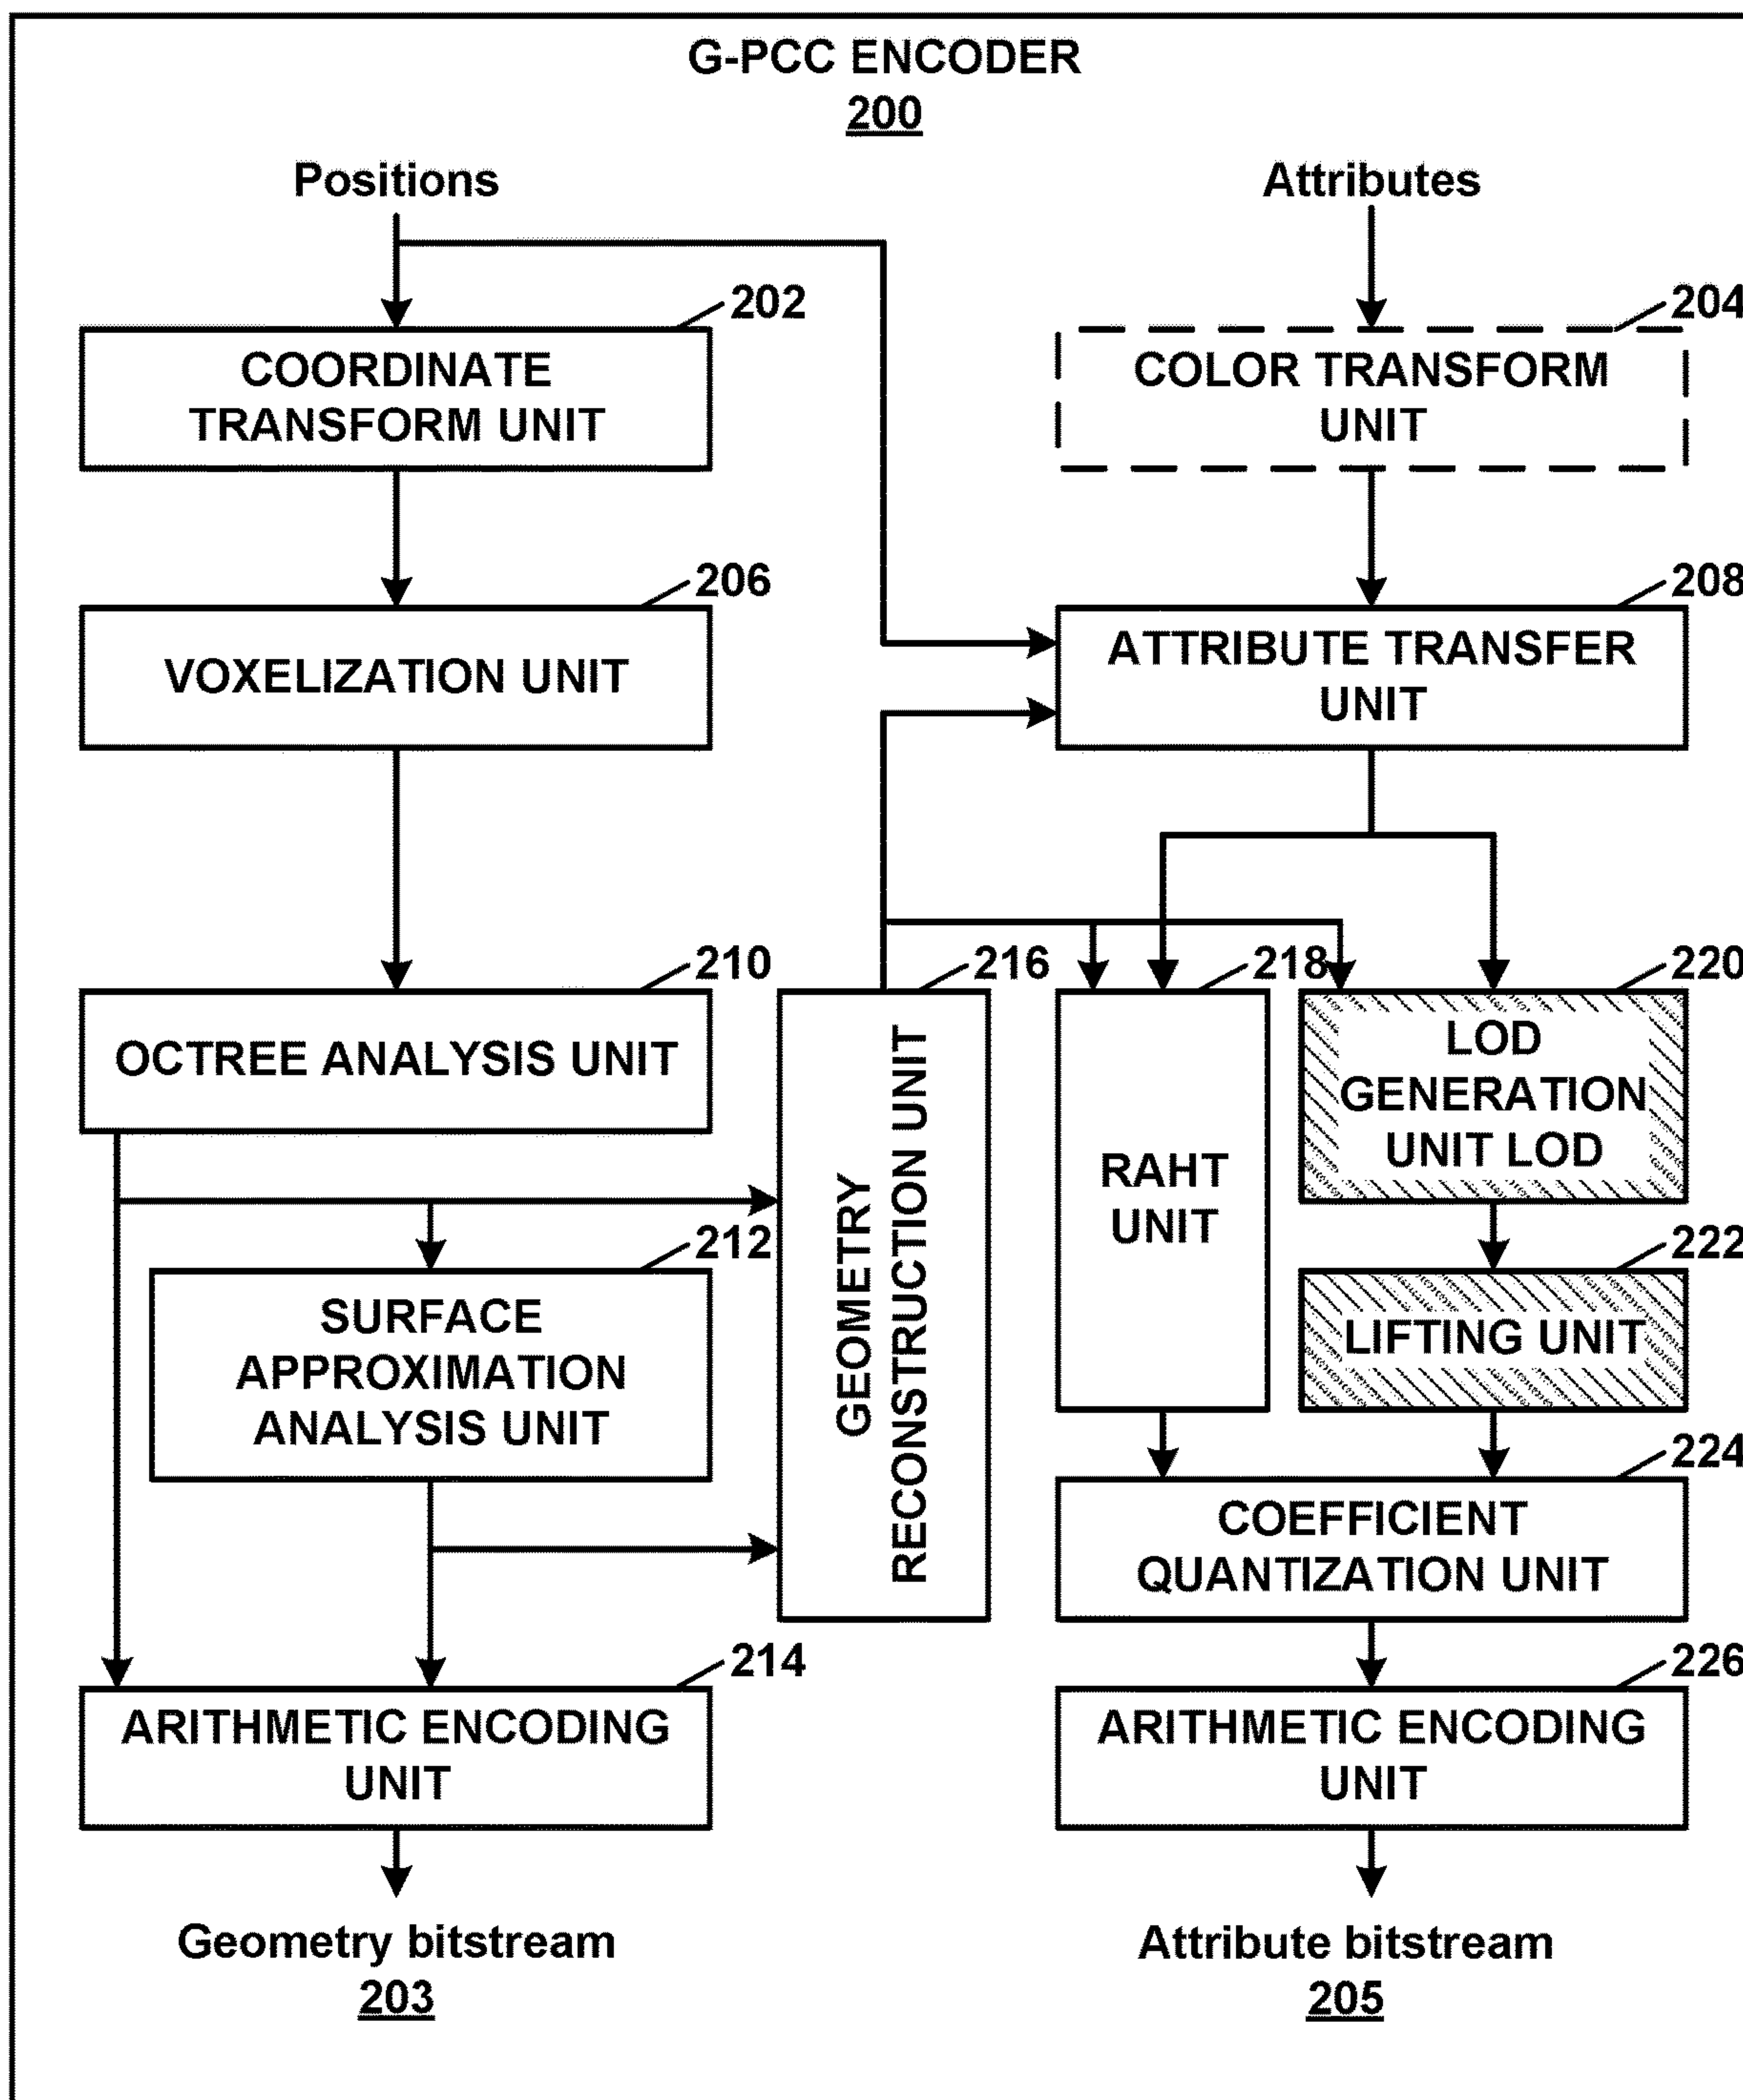 G-PCC ENCODER
200
Positions
Attributes
202
204
COORDINATE
TRANSFORM UNIT
COLOR TRANSFORM
UNIT
206
208
VOXELIZATION UNIT
ATTRIBUTE TRANSFER
UNIT
210
216
218
220
OCTREE ANALYSIS UNIT
GEOMETRY
RECONSTRUCTION UNIT
RAHT
UNIT
LOD
GENERATION
UNIT LOD
212
222
SURFACE
APPROXIMATION
ANALYSIS UNIT
LIFTING UNIT
224
COEFFICIENT
QUANTIZATION UNIT
214
226
ARITHMETIC ENCODING
UNIT
ARITHMETIC ENCODING
UNIT
Geometry bitstream
203
Attribute bitstream
205